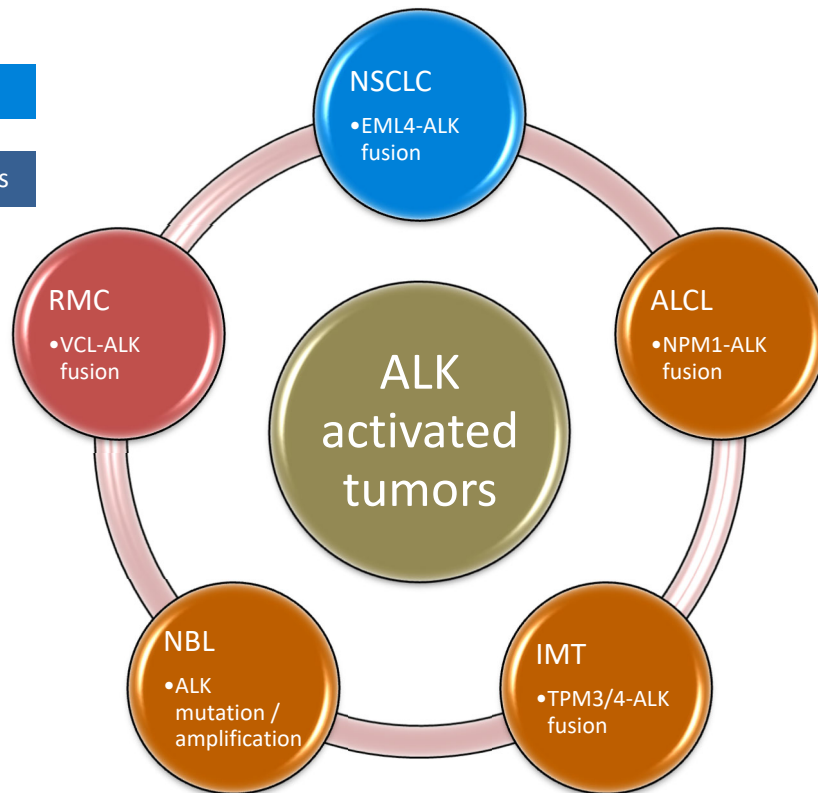 NSCLC
•EML4-ALK
fusion
s
RMC
•VCL-ALK
fusion
ALCL
•NPM1-ALK
fusion
ALK
activated
tumors
NBL
•ALK
mutation /
amplification
IMT
•TPM3/4-ALK
fusion